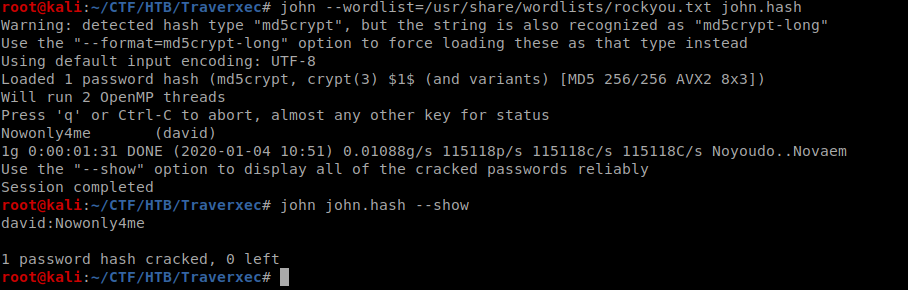 root@kali:~/CTF/HTB/Traverxec# john --wordlist=/usr/share/wordlists/rockyou.txt john.hash
Warning: detected hash type "md5crypt", but the string is also recognized as "md5crypt-long"
Use the "--format=md5crypt-long" option to force loading these as that type instead
Using default input encoding: UTF-8
Loaded 1 password hash (md5crypt, crypt(3) $1$ (and variants) [MD5 256/256 AVX2 8x3])
Will run 2 OpenMP threads
Press 'q' or Ctrl-C to abort, almost any other key for status
Nowonly4me       (david)
1g 0:00:01:31 DONE (2020-01-04 10:51) 0.01088g/s 115118p/s 115118c/s 115118C/s Noyoudo..Novaem
Use the "--show" option to display all of the cracked passwords reliably
Session completed
root@kali:~/CTF/HTB/Traverxec# john john.hash --show
david:Nowonly4me
1 password hash cracked, 0 left
root@kali:~/CTF/HTB/Traverxec#